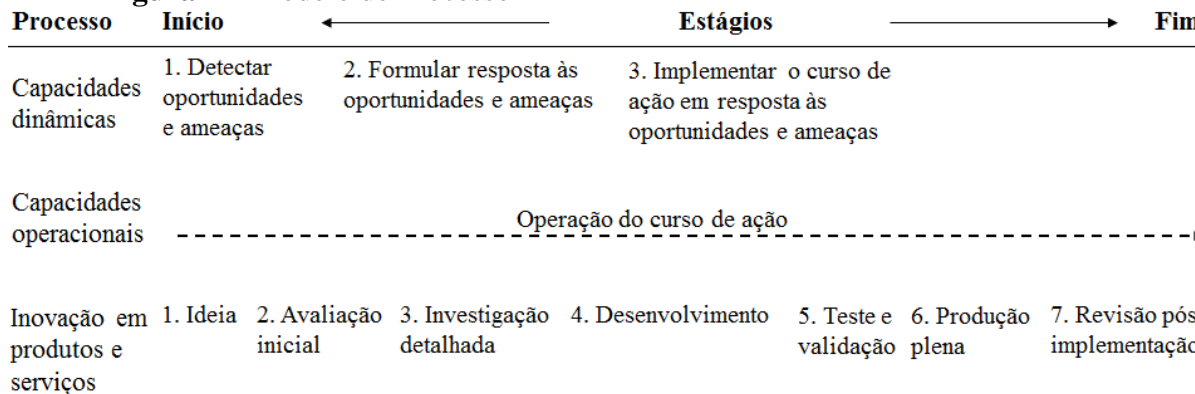 Processo Início Estágios Fim
Capacidades dinâmicas
1. Detectar oportunidades e ameaças
2. Formular resposta às oportunidades e ameaças
3. Implementar o curso de ação em resposta às oportunidades e ameaças
Capacidades operacionais
Operação do curso de ação
Inovação em produtos e serviços
1. Ideia
2. Avaliação inicial
3. Investigação detalhada
4. Desenvolvimento
5. Teste e validação
6. Produção plena
7. Revisão pós implementação